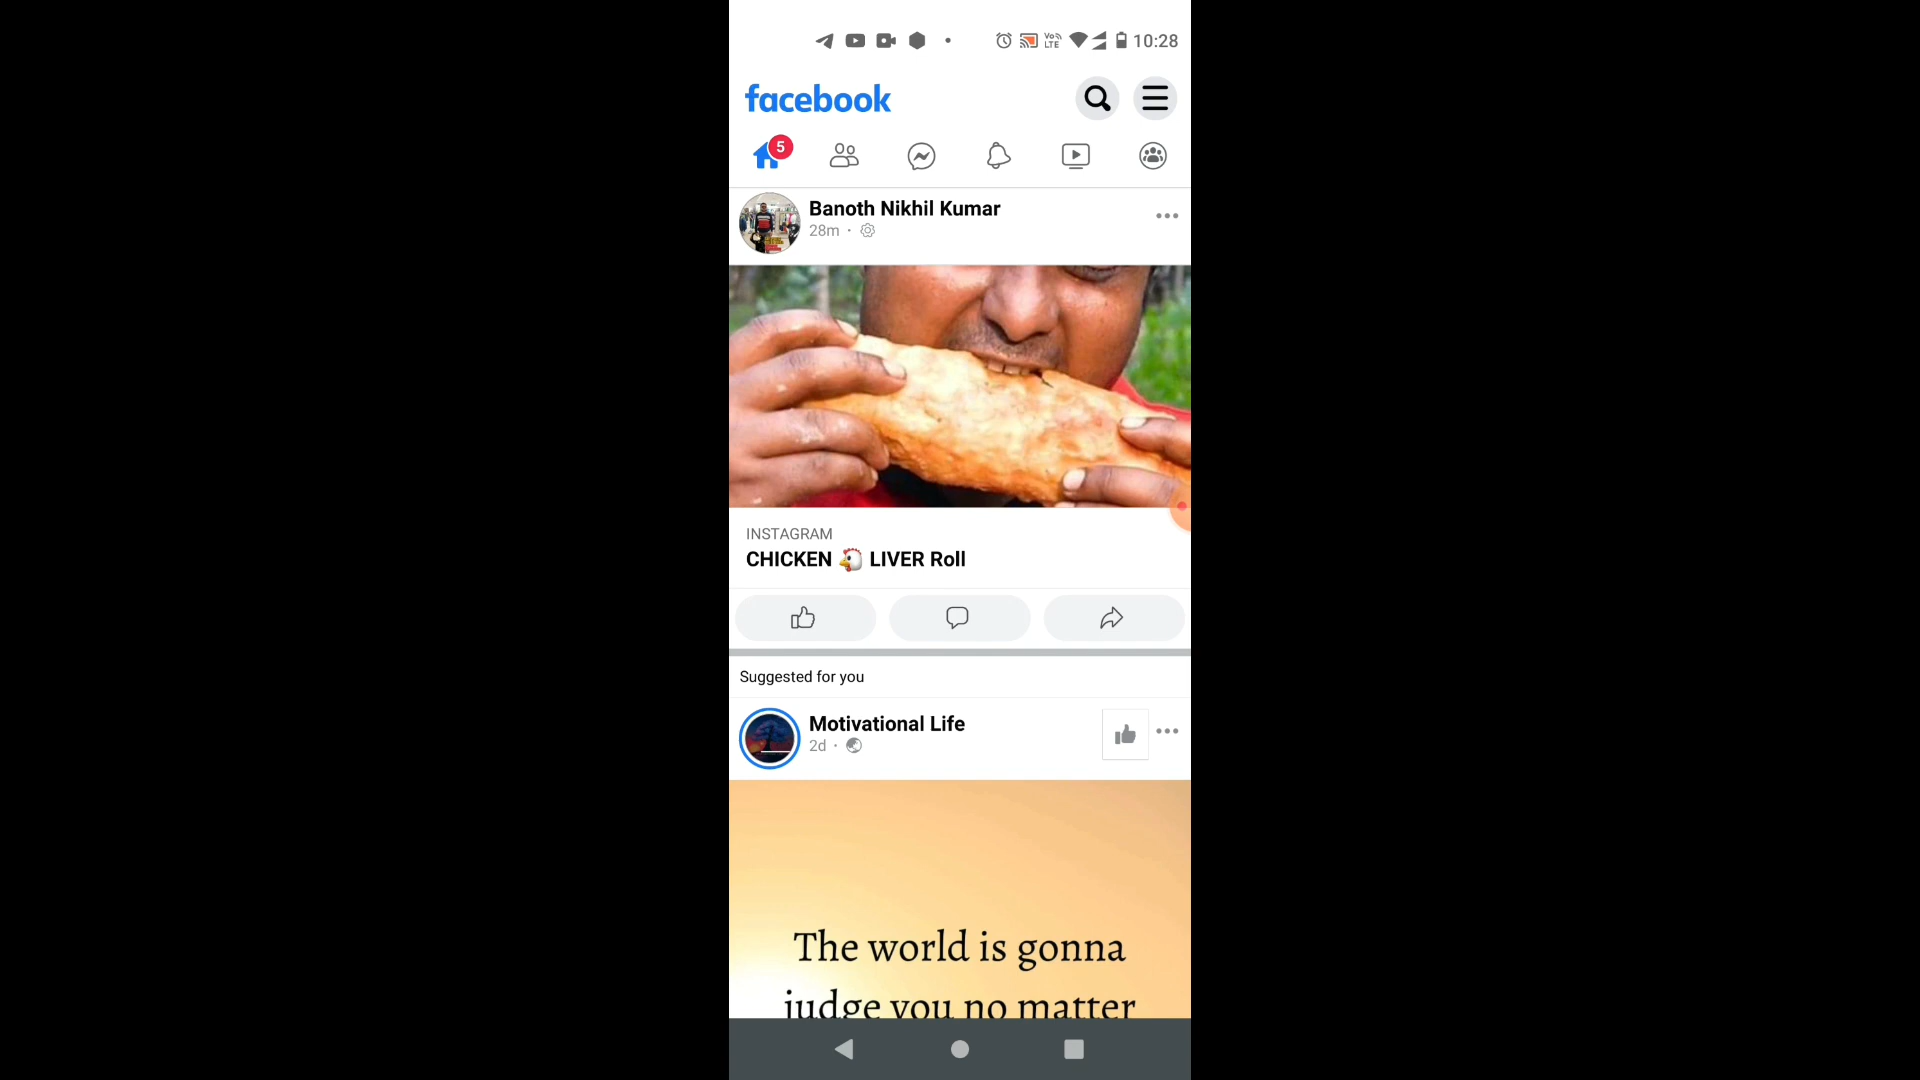 10:28
facebook
5
Banoth Nikhil Kumar
28m ·
INSTAGRAM
CHICKEN 🐔 LIVER Roll
Suggested for you
Motivational Life
2d ·
The world is gonna
judge you no matter